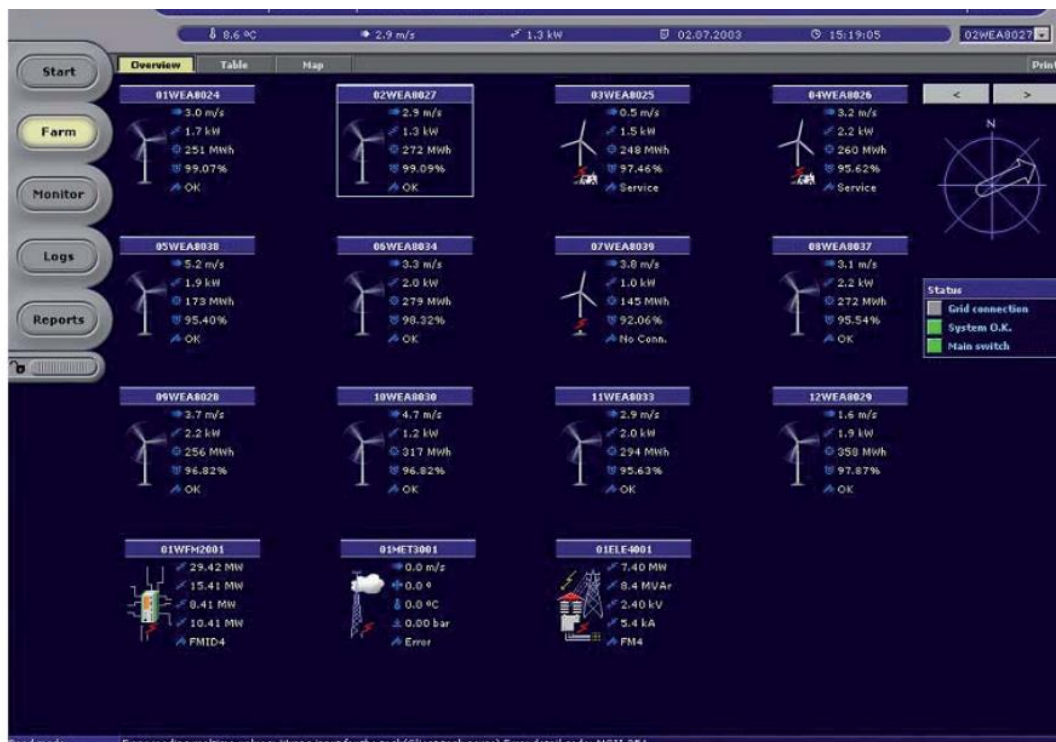 8.6 ºC 2.9 m/s 1.3 kW 02.07.2003 15:19:05 02WEA8027
Start
Farm
Monitor
Logs
Reports
Overview Table Map Print
01WEA8024
3.0 m/s
1.7 kW
251 MWh
99.07%
OK
02WEA8027
2.9 m/s
1.3 kW
272 MWh
99.09%
OK
03WEA8025
0.5 m/s
1.5 kW
248 MWh
97.46%
Service
04WEA8026
3.2 m/s
2.2 kW
260 MWh
95.62%
Service
< >
N
05WEA8038
5.2 m/s
1.9 kW
173 MWh
95.40%
OK
06WEA8034
3.3 m/s
2.0 kW
279 MWh
98.32%
OK
07WEA8039
3.8 m/s
1.0 kW
145 MWh
92.06%
No Conn.
08WEA8037
3.1 m/s
2.2 kW
272 MWh
95.54%
OK
Status
Grid connection
System O.K.
Main switch
09WEA8028
3.7 m/s
2.2 kW
256 MWh
96.82%
OK
10WEA8030
4.7 m/s
1.2 kW
317 MWh
96.82%
OK
11WEA8033
2.9 m/s
2.0 kW
294 MWh
95.63%
OK
12WEA8029
1.6 m/s
1.9 kW
358 MWh
97.87%
OK
01WFM2001
29.42 MW
15.41 MW
8.41 MW
10.41 MW
FMID4
01MET3001
0.0 m/s
0.0 º
0.0 ºC
0.00 bar
Error
01ELE4001
7.40 MW
8.4 MVAr
2.40 kV
5.4 kA
FM4